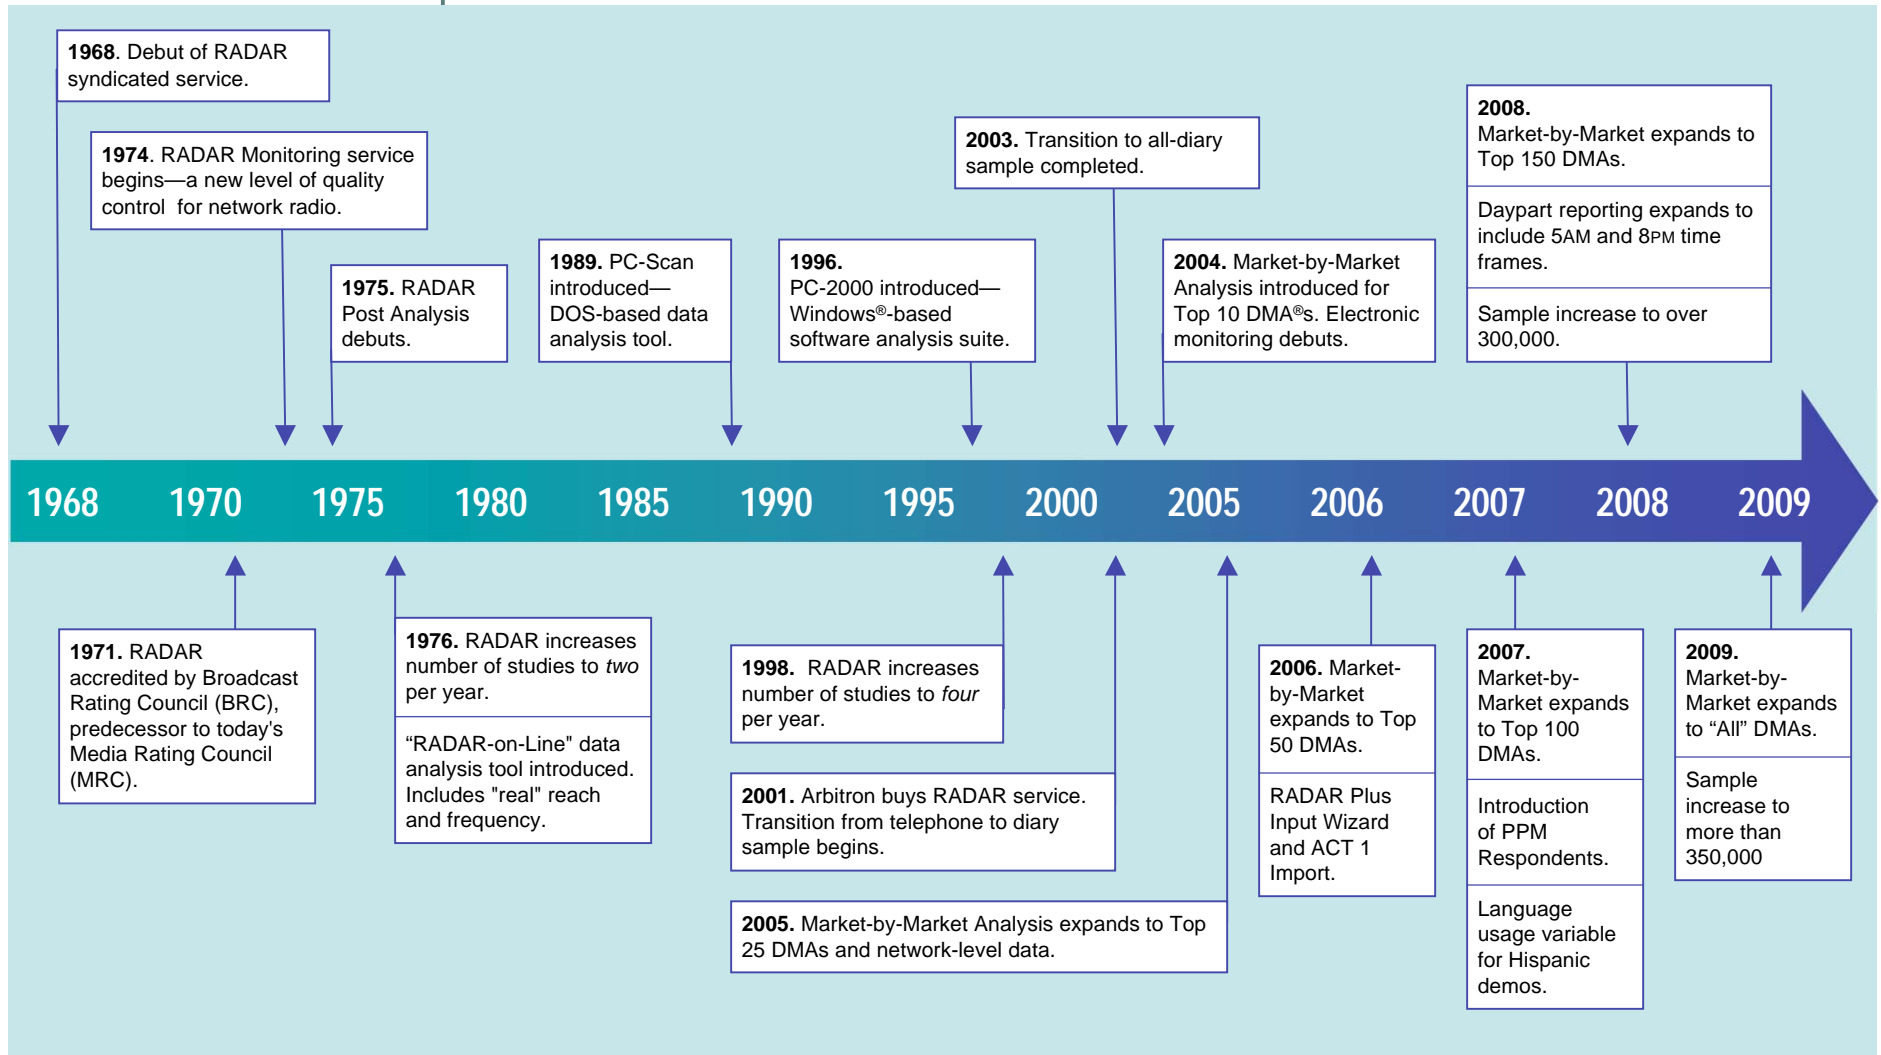 1968. Debut of RADAR
syndicated service.
1974. RADAR Monitoring service
begins—a new level of quality
control for network radio.
1975. RADAR
Post Analysis
debuts.
1989. PC-Scan
introduced—
DOS-based data
analysis tool.
1996.
PC-2000 introduced—
Windows®-based
software analysis suite.
2003. Transition to all-diary
sample completed.
2004. Market-by-Market
Analysis introduced for
Top 10 DMA®s. Electronic
monitoring debuts.
2008.
Market-by-Market expands to
Top 150 DMAs.
Daypart reporting expands to
include 5AM and 8PM time
frames.
Sample increase to over
300,000.
1968 1970 1975 1980 1985 1990 1995 2000 2005 2006 2007 2008 2009
1971. RADAR
accredited by Broadcast
Rating Council (BRC),
predecessor to today's
Media Rating Council
(MRC).
1976. RADAR increases
number of studies to two
per year.
“RADAR-on-Line" data
analysis tool introduced.
Includes "real" reach
and frequency.
1998. RADAR increases
number of studies to four
per year.
2001. Arbitron buys RADAR service.
Transition from telephone to diary
sample begins.
2005. Market-by-Market Analysis expands to Top
25 DMAs and network-level data.
2006. Market-
by-Market
expands to Top
50 DMAs.
RADAR Plus
Input Wizard
and ACT 1
Import.
2007.
Market-by-
Market expands
to Top 100
DMAs.
Introduction
of PPM
Respondents.
Language
usage variable
for Hispanic
demos.
2009.
Market-by-
Market expands
to “All” DMAs.
Sample
increase to
more than
350,000